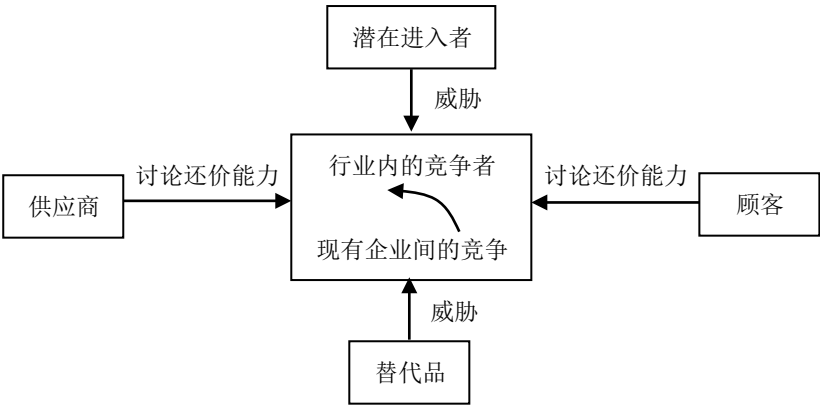 潜在进入者
威胁
行业内的竞争者
讨论还价能力
讨论还价能力
供应商
顾客
现有企业间的竞争
威胁
替代品